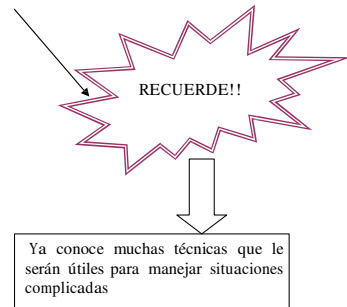 RECUERDE!!
Ya conoce muchas técnicas que le
serán útiles para manejar situaciones
complicadas